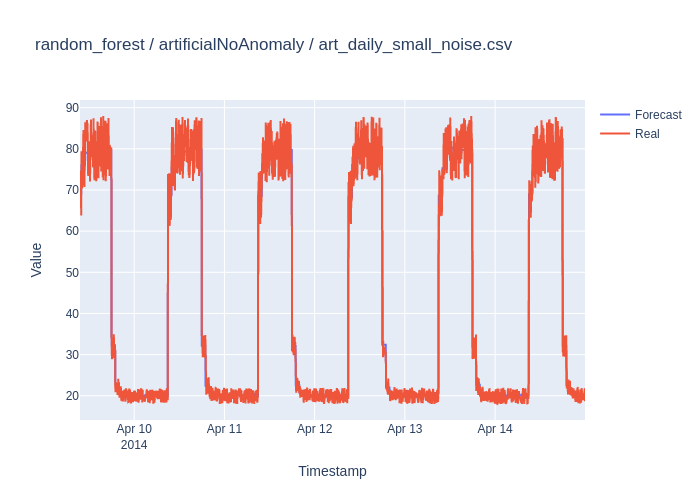 random_forest / artificialNoAnomaly / art_daily_small_noise.csv
Forecast
Real
90
80
70
60
50
40
30
20
Value
Apr 10
2014
Apr 11
Apr 12
Apr 13
Apr 14
Timestamp